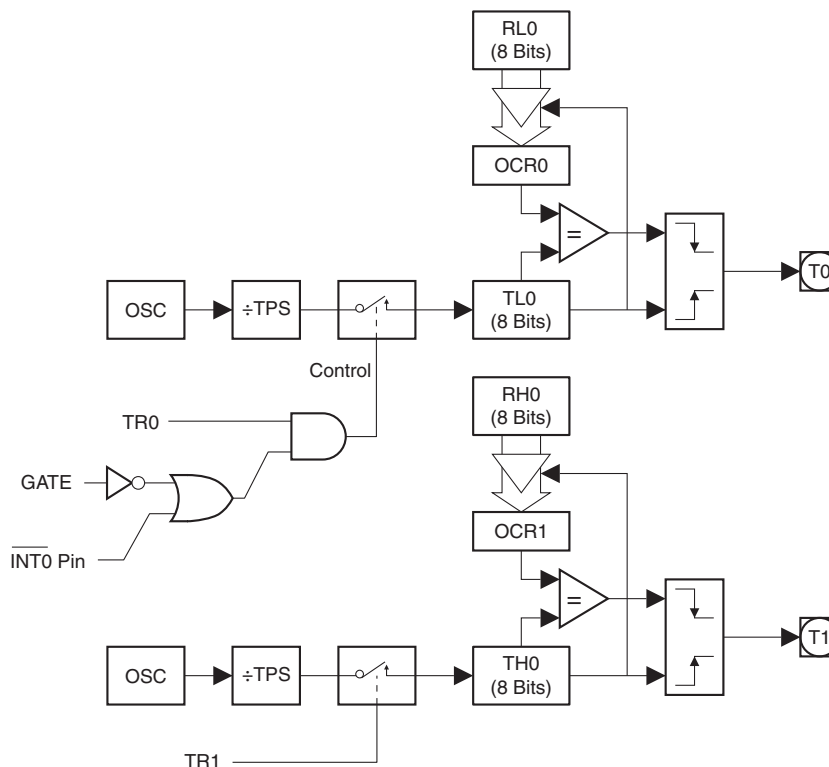 RL0
(8 Bits)
OCR0
=
T0
OSC
÷TPS
TL0
(8 Bits)
Control
RH0
(8 Bits)
TR0
GATE
INT0 Pin
OCR1
=
T1
OSC
÷TPS
TH0
(8 Bits)
TR1